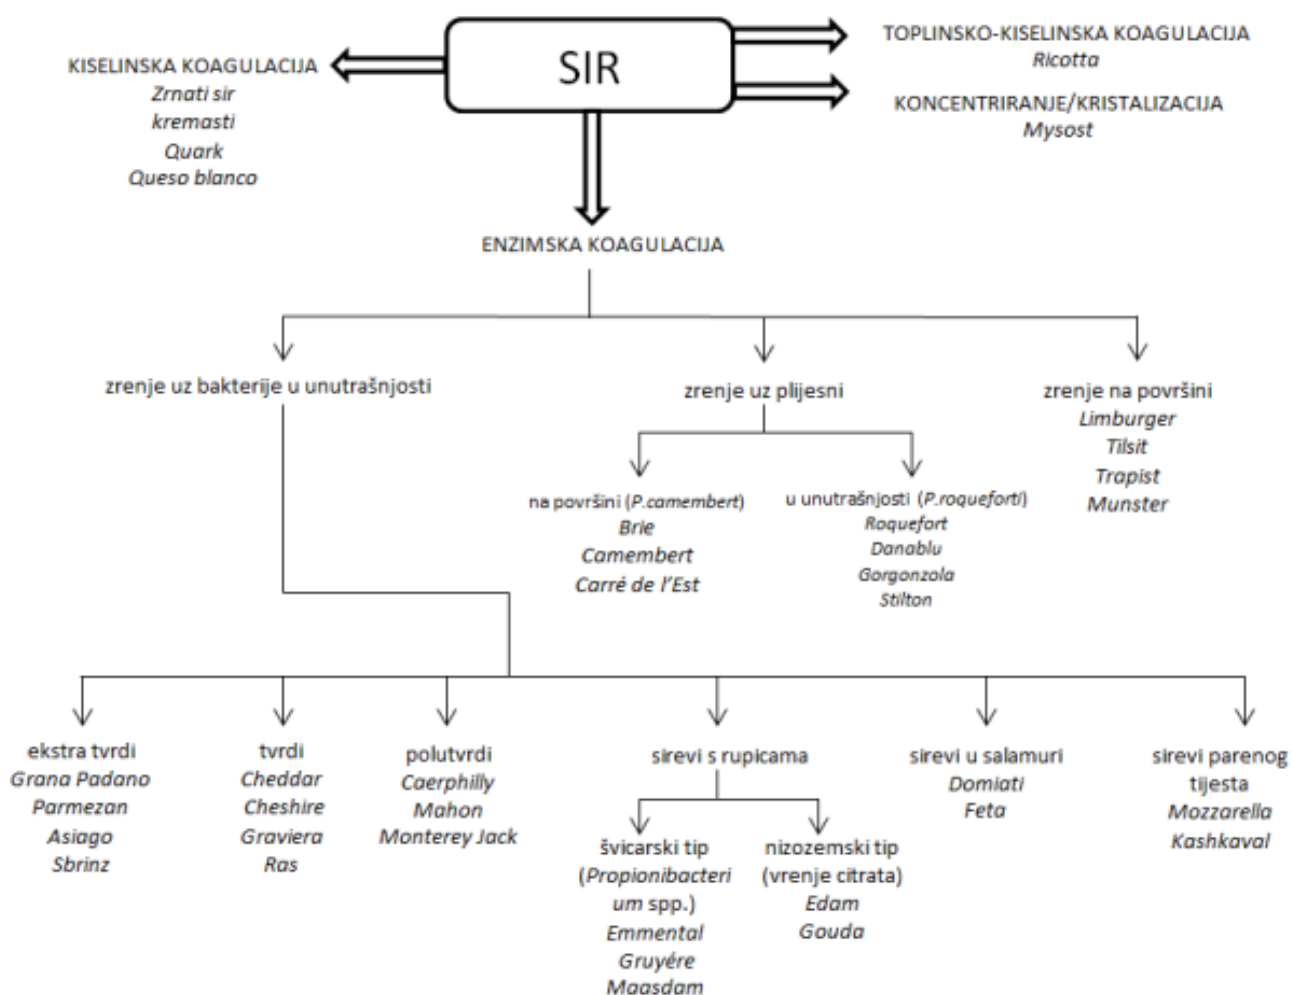 SIR
KISELINSKA KOAGULACIJA
Zrnati sir
kremasti
Quark
Queso blanco
TOPLINSKO-KISELINSKA KOAGULACIJA
Ricotta
KONCENTRIRANJE/KRISTALIZACIJA
Mysost
ENZIMSKA KOAGULACIJA
zrenje uz bakterije u unutrašnjosti
zrenje uz plijesni
na površini (P.camembert)
Brie
Camembert
Carré de l'Est
u unutrašnjosti (P.roqueforti)
Roquefort
Danablu
Gorgonzola
Stilton
zrenje na površini
Limburger
Tilsit
Trapist
Munster
ekstra tvrdi
Grana Padano
Parmezan
Asiago
Sbrinz
tvrdi
Cheddar
Cheshire
Graviera
Ras
polutvrdi
Caerphilly
Mahon
Monterey Jack
sirevi s rupicama
švicarski tip
(Propionibacteri
um spp.)
Emmental
Gruyére
Maasdam
nizozemski tip
(vrenje citrata)
Edam
Gouda
sirevi u salamuri
Domiati
Feta
sirevi parenog
tijesta
Mozzarella
Kashkaval